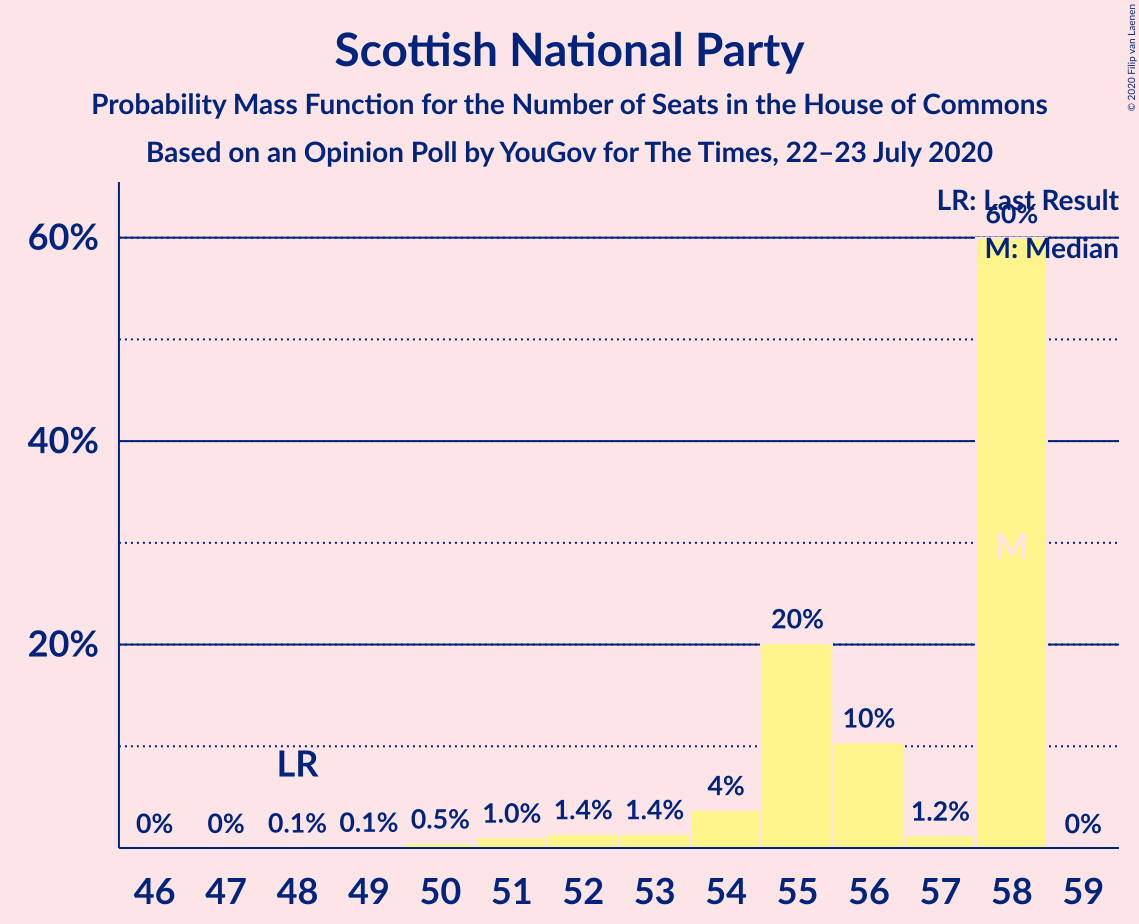 Scottish National Party
Probability Mass Function for the Number of Seats in the House of Commons
Based on an Opinion Poll by YouGov for The Times, 22–23 July 2020
© 2020 Filip van Laenen
LR: Last Result
M: Median
60%
40%
20%
0%
0%
0.1%
0.1%
0.5%
1.0%
1.4%
1.4%
4%
20%
10%
1.2%
60%
0%
LR
M
46 47 48 49 50 51 52 53 54 55 56 57 58 59